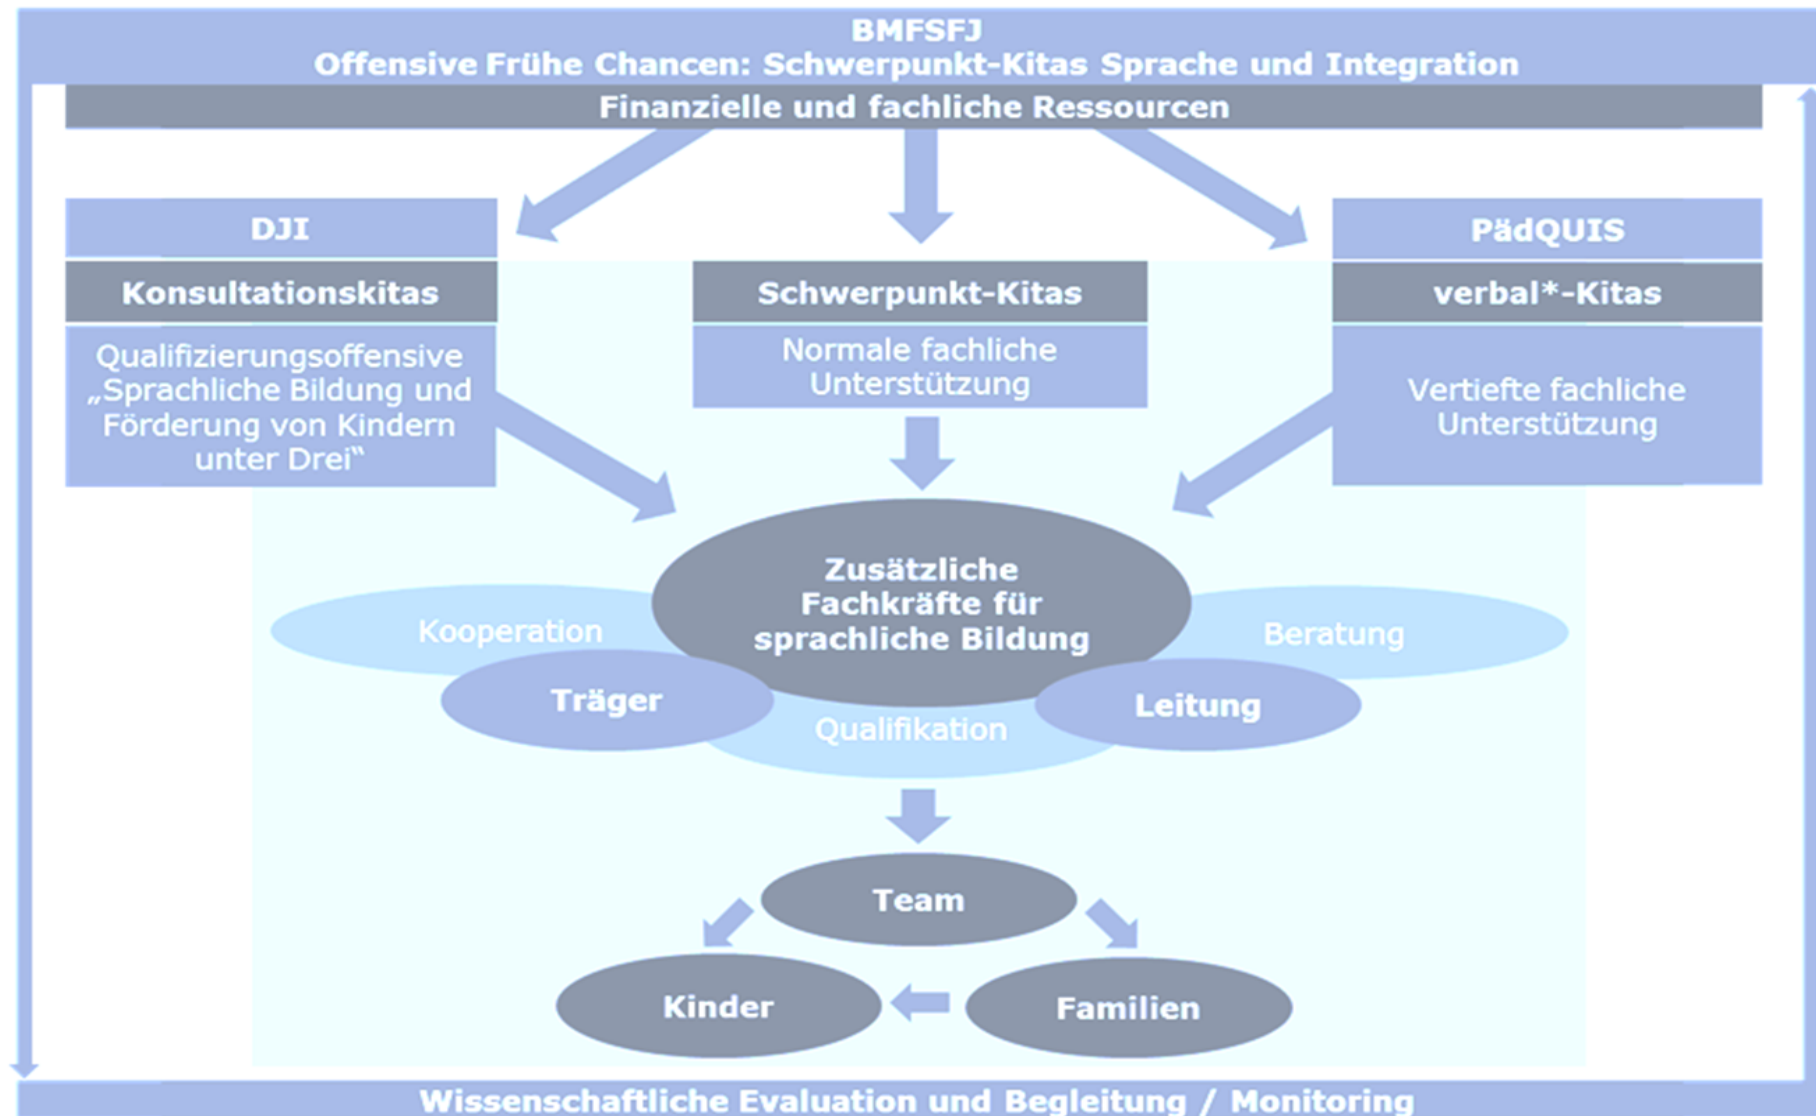 BMFSFJ
Offensive Frühe Chancen: Schwerpunkt-Kitas Sprache und Integration
Finanzielle und fachliche Ressourcen
DJI
Konsultationskitas
Qualifizierungsoffensive
„Sprachliche Bildung und
Förderung von Kindern
unter Drei“
Schwerpunkt-Kitas
Normale fachliche
Unterstützung
PädQUIS
verbal*-Kitas
Vertiefte fachliche
Unterstützung
Zusätzliche
Fachkräfte für
sprachliche Bildung
Kooperation
Beratung
Träger
Leitung
Qualifikation
Team
Kinder
Familien
Wissenschaftliche Evaluation und Begleitung / Monitoring